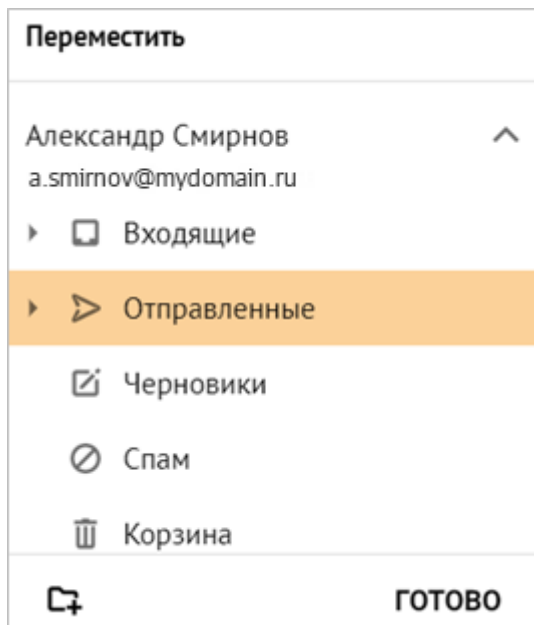 Переместить
Александр Смирнов
a.smirnov@mydomain.ru
Входящие
Отправленные
Черновики
Спам
Корзина
ГОТОВО